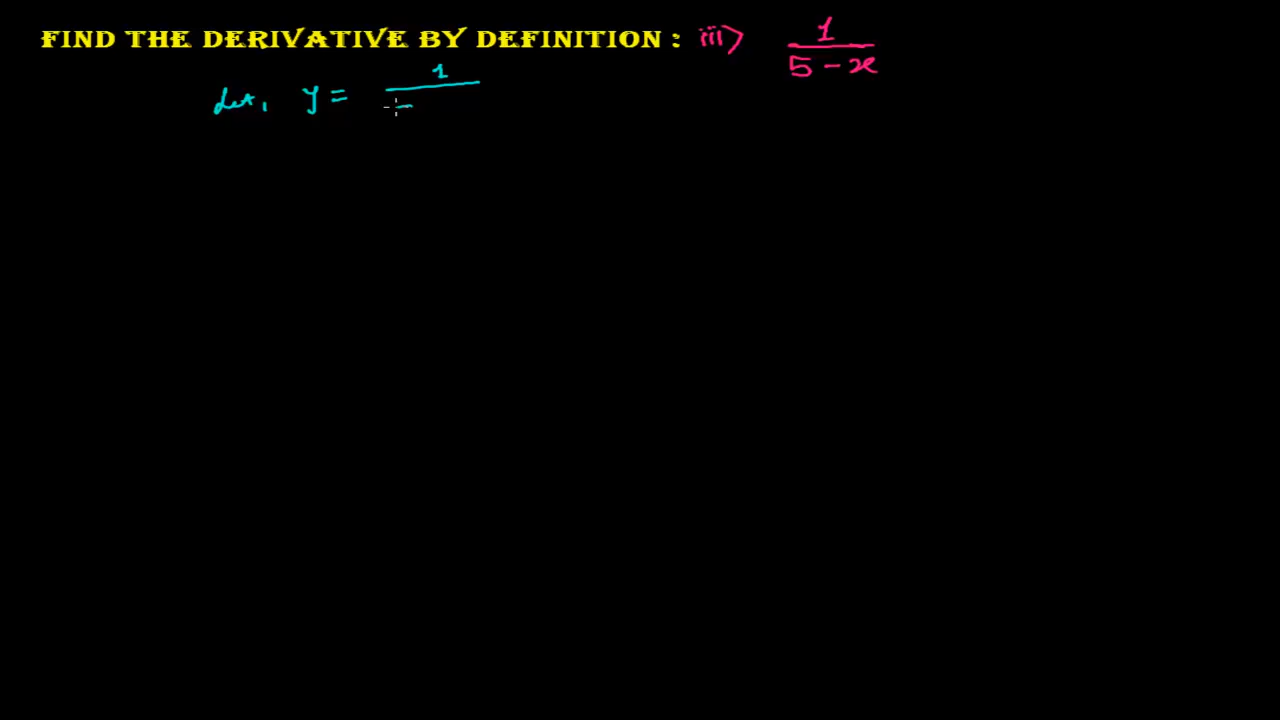 FIND THE DERIVATIVE BY DEFINITION : iii> 1/(5 - x)
Let, y = 1/